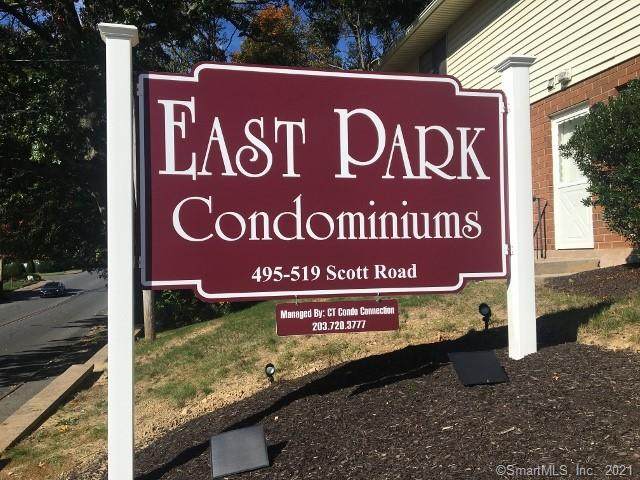 EAST PARK
Condominiums
495-519 Scott Road
Managed By: CT Condo Connection
203.720.3777
©SmartMLS, Inc. 2021